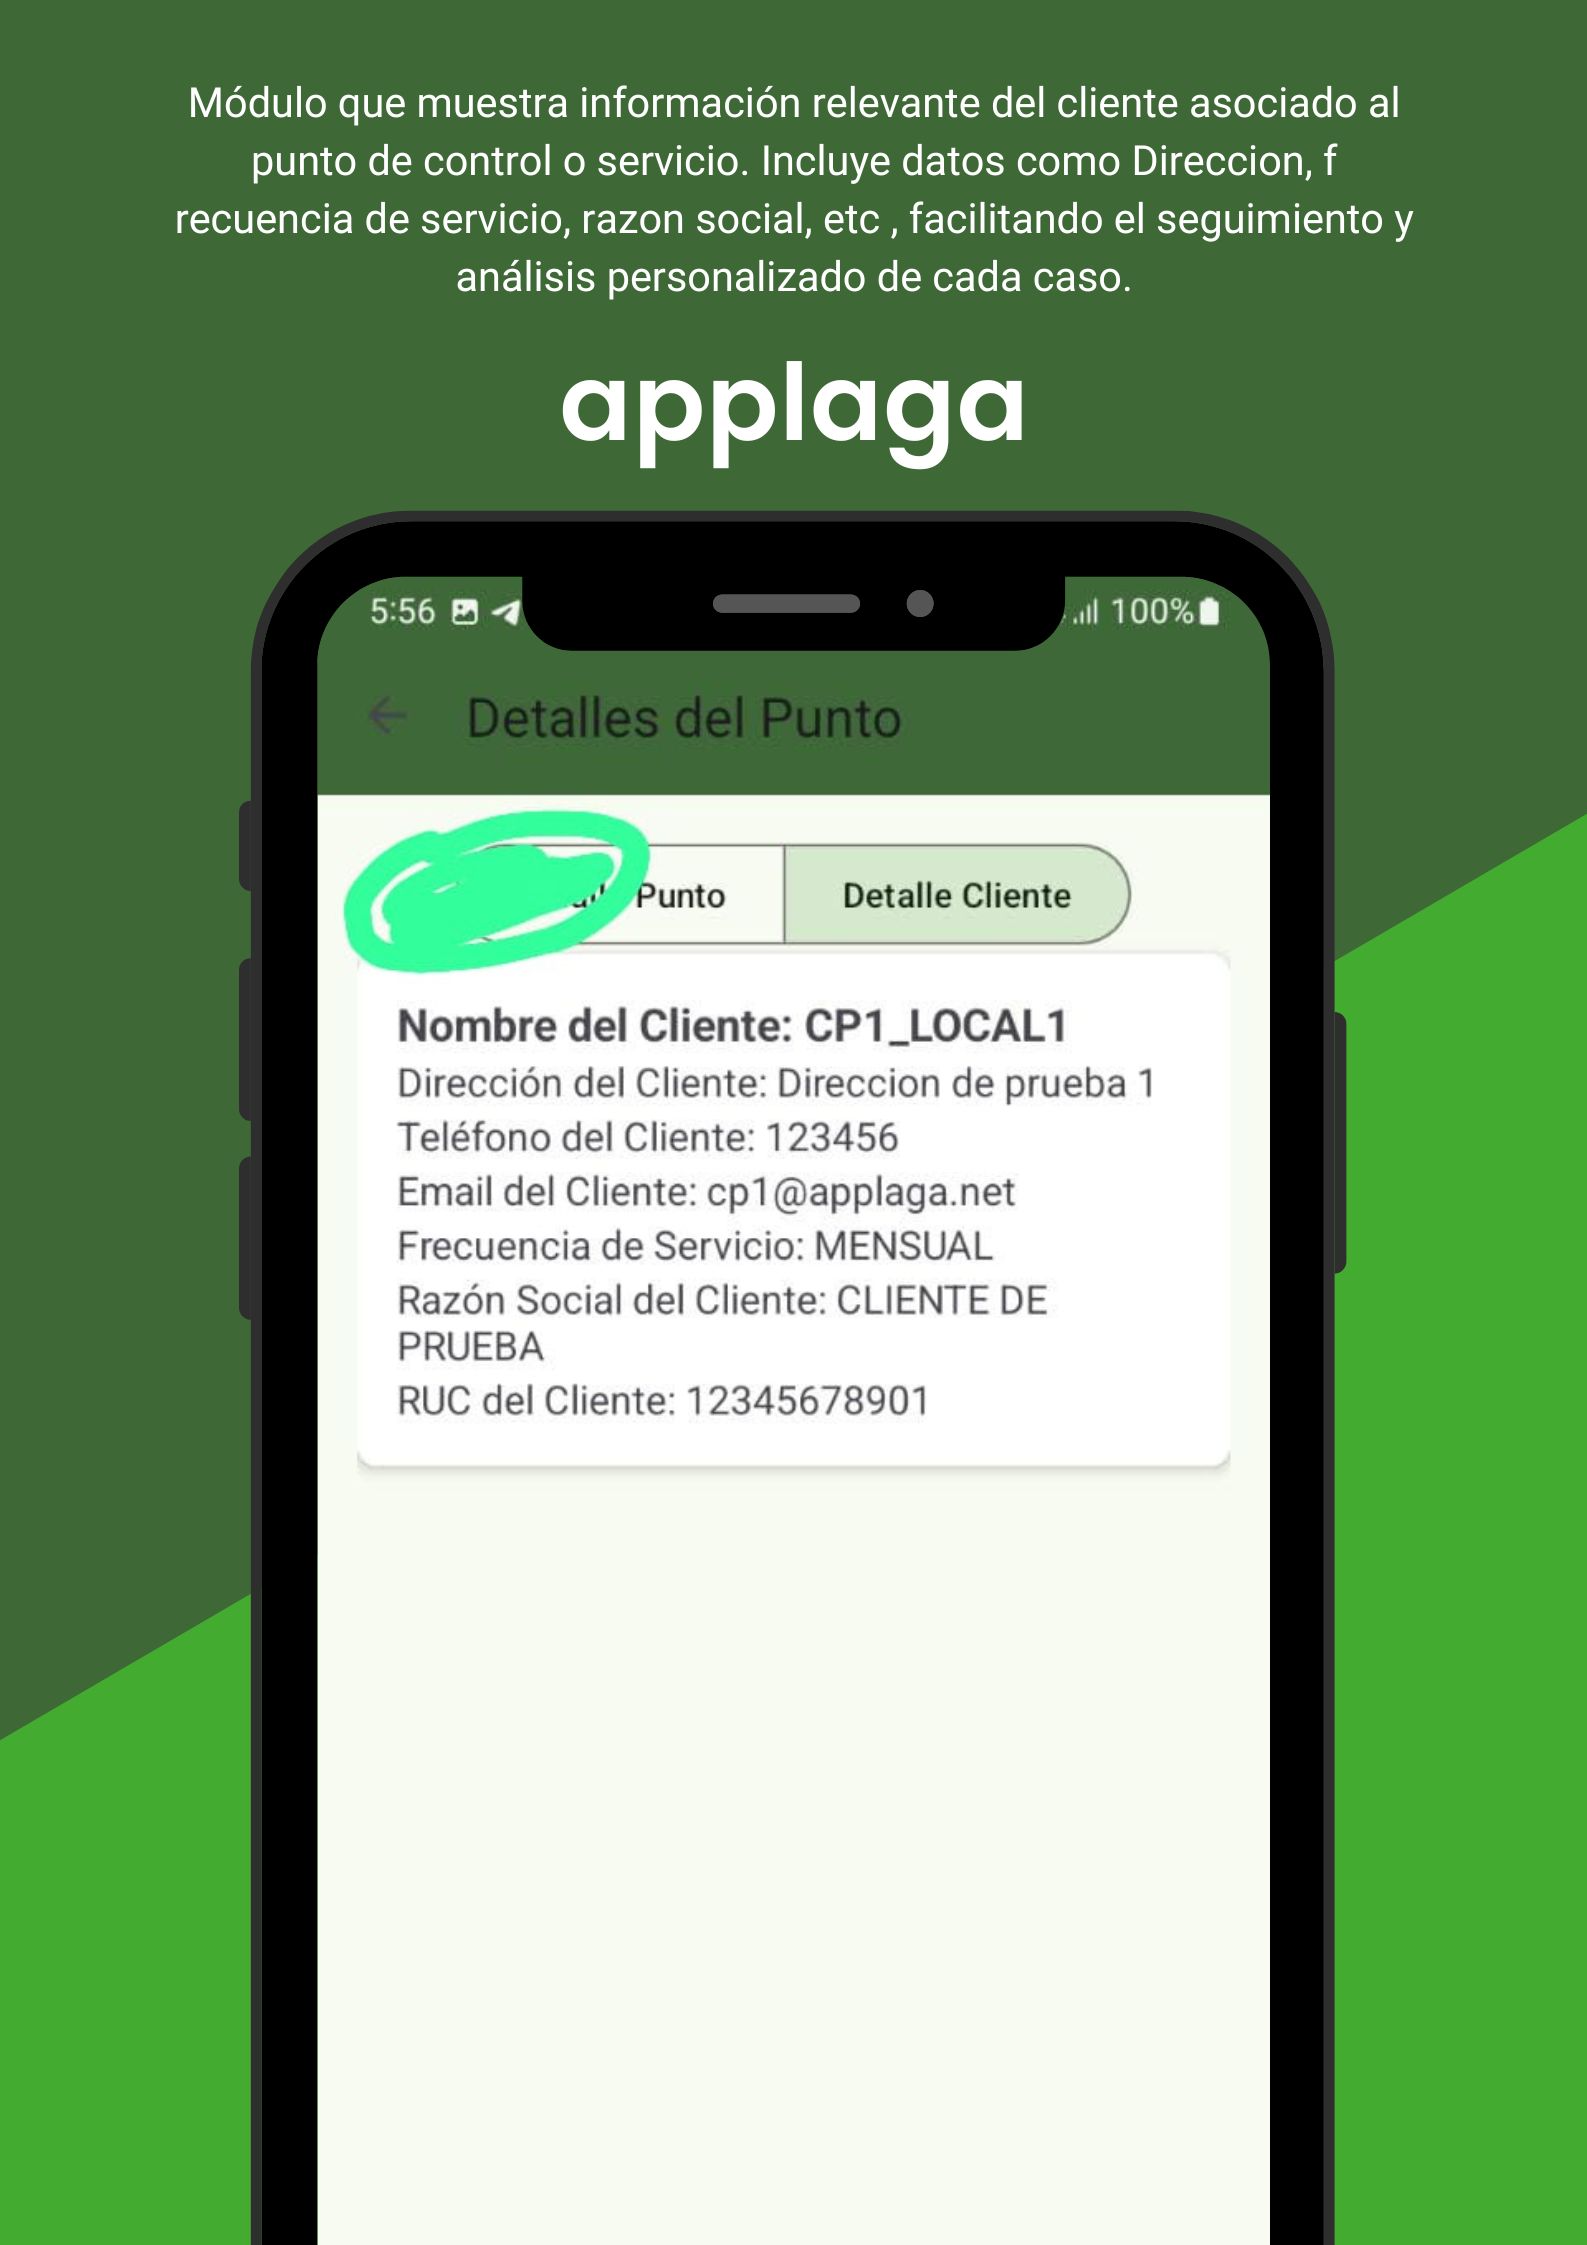 Módulo que muestra información relevante del cliente asociado al
punto de control o servicio. Incluye datos como Direccion, f
recuencia de servicio, razon social, etc , facilitando el seguimiento y
análisis personalizado de cada caso.
applaga
5:56 100%
Detalles del Punto
Punto Detalle Cliente
Nombre del Cliente: CP1_LOCAL1
Dirección del Cliente: Direccion de prueba 1
Teléfono del Cliente: 123456
Email del Cliente: cp1@applaga.net
Frecuencia de Servicio: MENSUAL
Razón Social del Cliente: CLIENTE DE
PRUEBA
RUC del Cliente: 12345678901